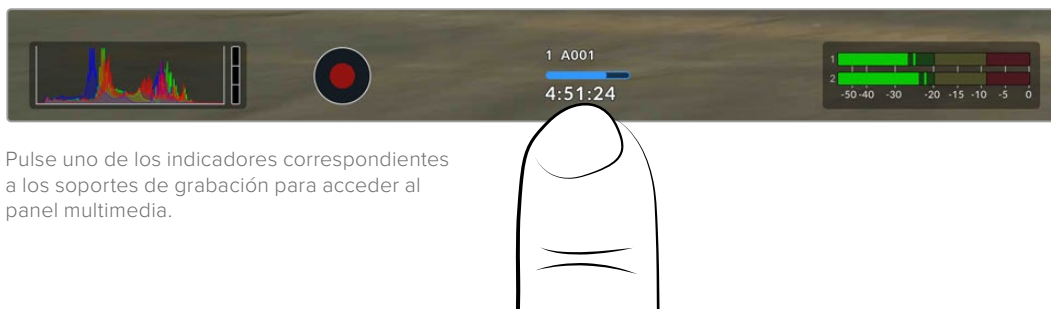 1 A001
4:51:24
1
2
-50 -40 -30 -20 -15 -10 -5 0
Pulse uno de los indicadores correspondientes
a los soportes de grabación para acceder al
panel multimedia.